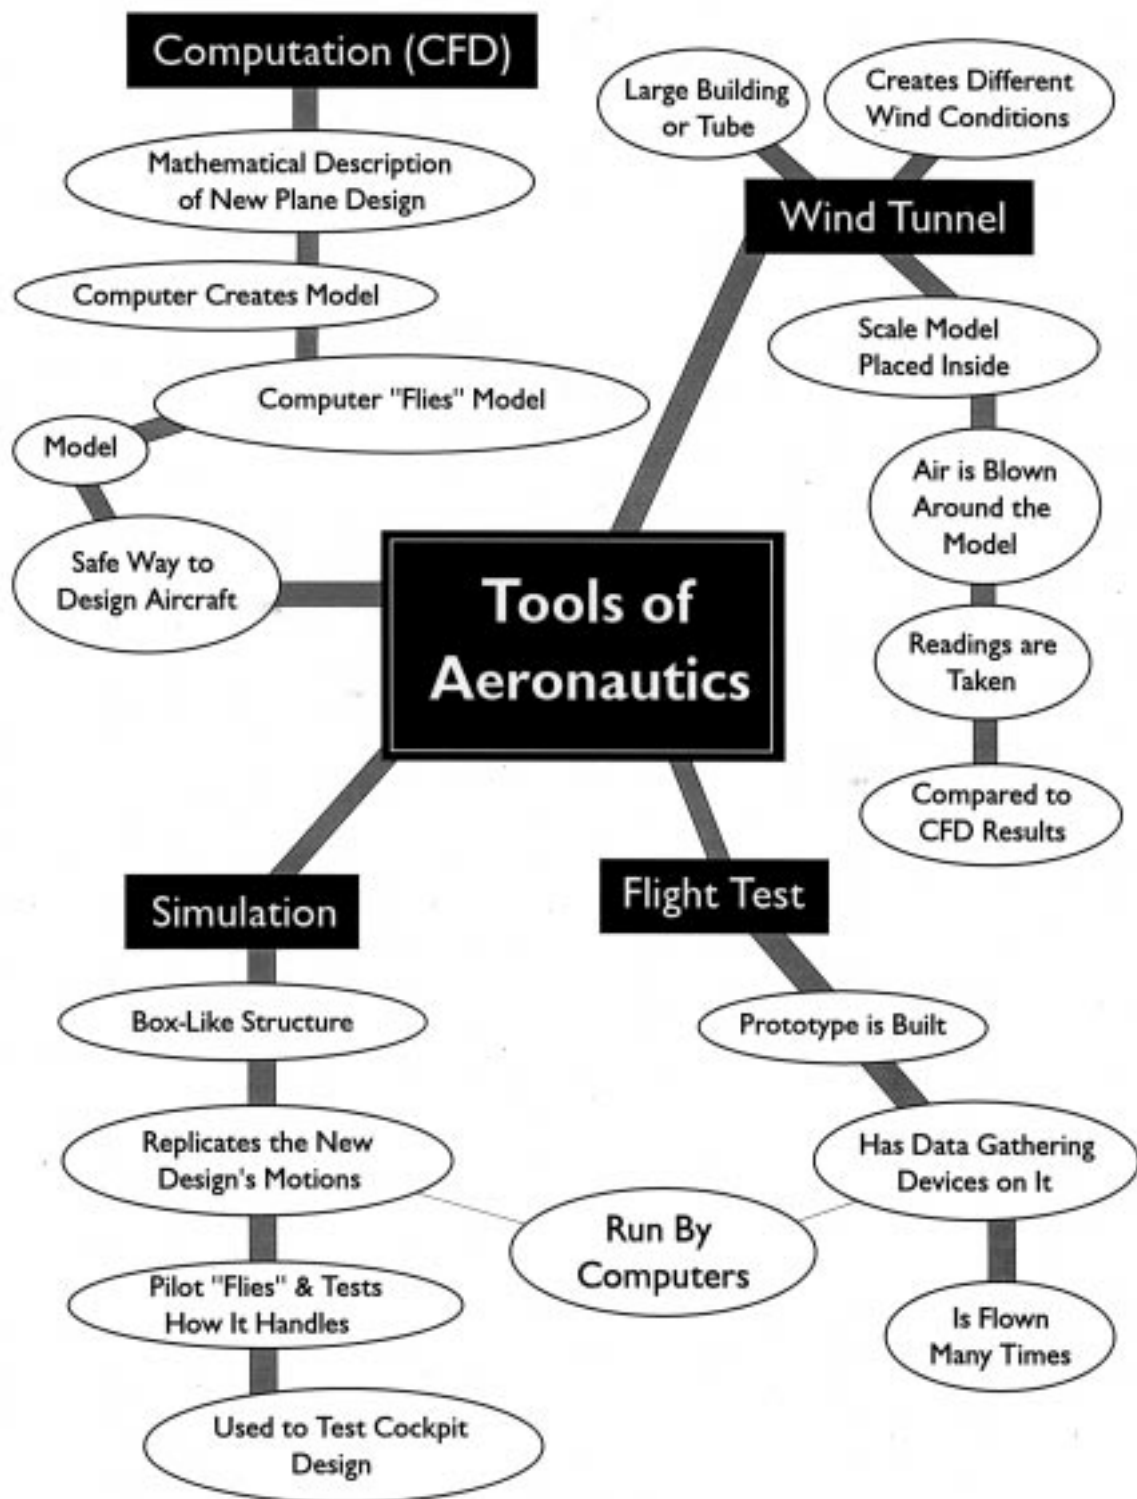 Computation (CFD)
Mathematical Description
of New Plane Design
Computer Creates Model
Computer "Flies" Model
Model
Safe Way to
Design Aircraft
Large Building
or Tube
Creates Different
Wind Conditions
Wind Tunnel
Scale Model
Placed Inside
Air is Blown
Around the
Model
Readings are
Taken
Compared to
CFD Results
Tools of
Aeronautics
Simulation
Box-Like Structure
Replicates the New
Design's Motions
Pilot "Flies" & Tests
How It Handles
Used to Test Cockpit
Design
Run By
Computers
Flight Test
Prototype is Built
Has Data Gathering
Devices on It
Is Flown
Many Times